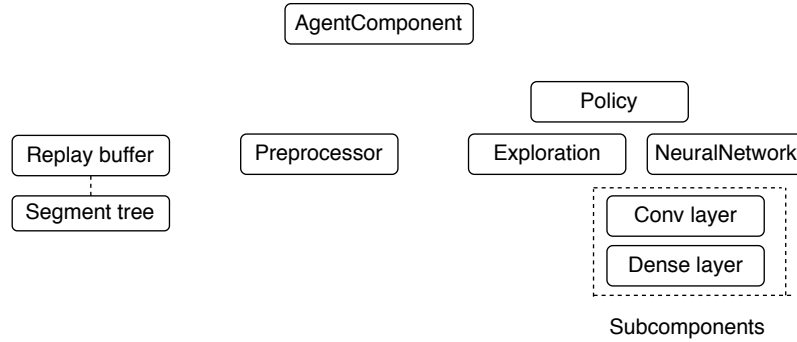 AgentComponent
Policy
Replay buffer
Preprocessor
Exploration
NeuralNetwork
Segment tree
Conv layer
Dense layer
Subcomponents